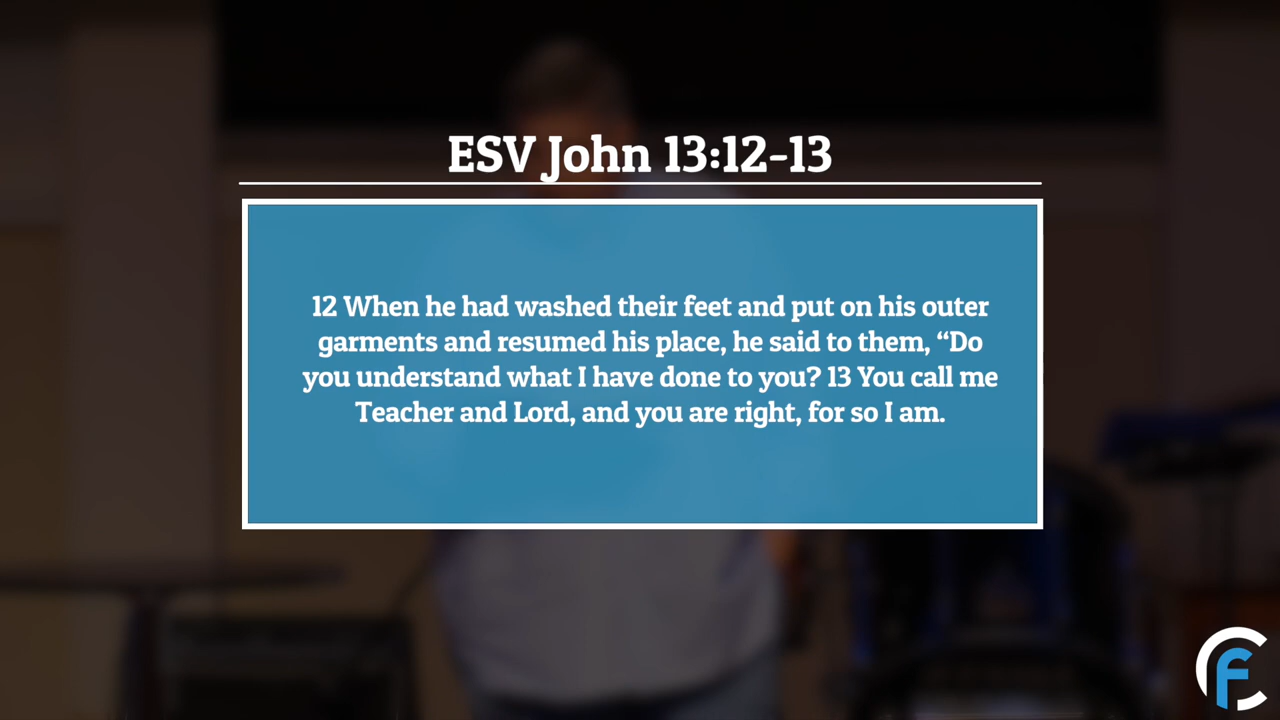 ESV John 13:12-13
12 When he had washed their feet and put on his outer
garments and resumed his place, he said to them, “Do
you understand what I have done to you? 13 You call me
Teacher and Lord, and you are right, for so I am.
CF